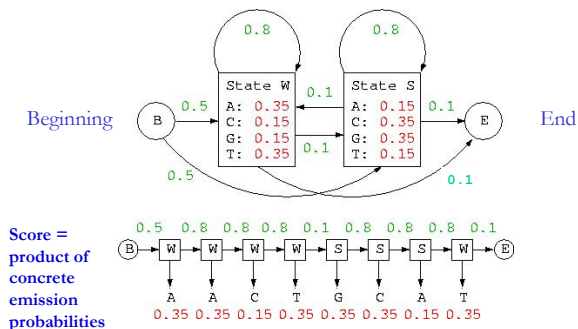 0.8 0.8
State W State S
0.1
0.5 A: 0.35 A: 0.15 0.1
Beginning B C: 0.15 C: 0.35 E End
G: 0.15 G: 0.35
T: 0.35 T: 0.15
0.1
0.5 0.1
0.5 0.8 0.8 0.8 0.1 0.8 0.8 0.1 0.1
Score =
product of
concrete
emission
probabilities
B W W W W S S S W E
A A C T G C A T
0.35 0.35 0.15 0.35 0.35 0.35 0.15 0.35